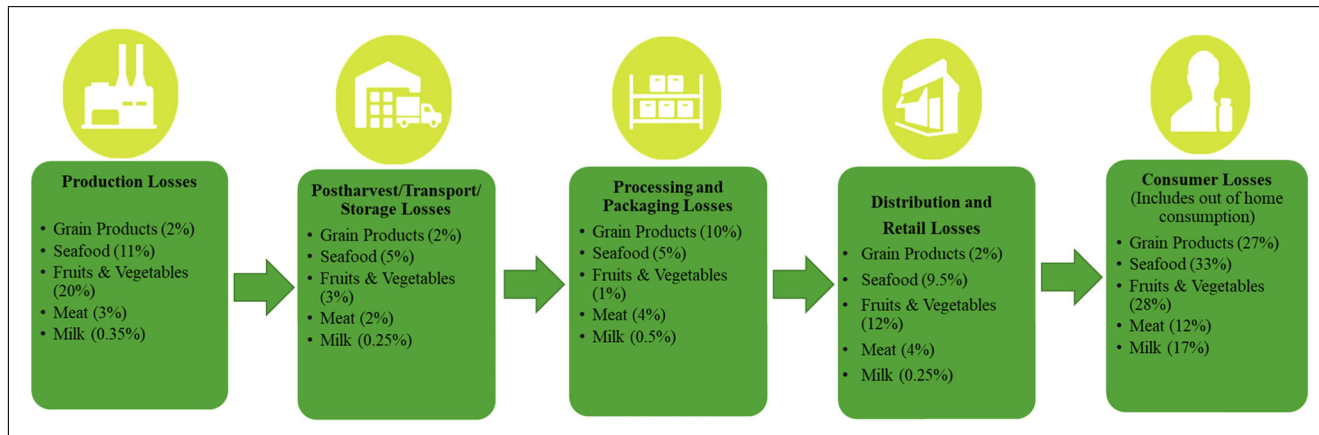 Production Losses
• Grain Products (2%)
• Seafood (11%)
• Fruits & Vegetables
(20%)
• Meat (3%)
• Milk (0.35%)
Postharvest/Transport/
Storage Losses
• Grain Products (2%)
• Seafood (5%)
• Fruits & Vegetables
(3%)
• Meat (2%)
• Milk (0.25%)
Processing and
Packaging Losses
• Grain Products (10%)
• Seafood (5%)
• Fruits & Vegetables
(1%)
• Meat (4%)
• Milk (0.5%)
Distribution and
Retail Losses
• Grain Products (2%)
• Seafood (9.5%)
• Fruits & Vegetables
(12%)
• Meat (4%)
• Milk (0.25%)
Consumer Losses
(Includes out of home
consumption)
• Grain Products (27%)
• Seafood (33%)
• Fruits & Vegetables
(28%)
• Meat (12%)
• Milk (17%)